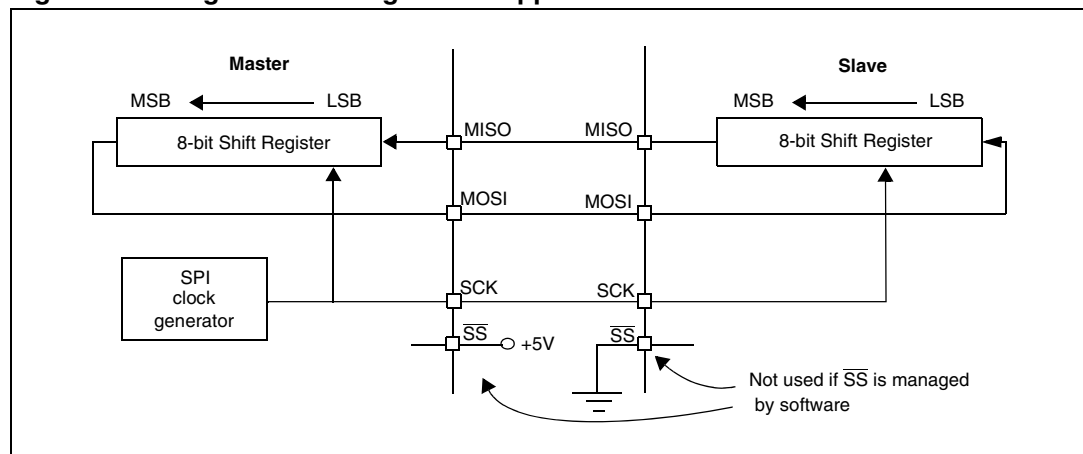 Master
Slave
MSB LSB
MSB LSB
8-bit Shift Register
MISO MISO
8-bit Shift Register
MOSI MOSI
SPI
clock
generator
SCK SCK
SS +5V
SS
Not used if SS is managed
by software